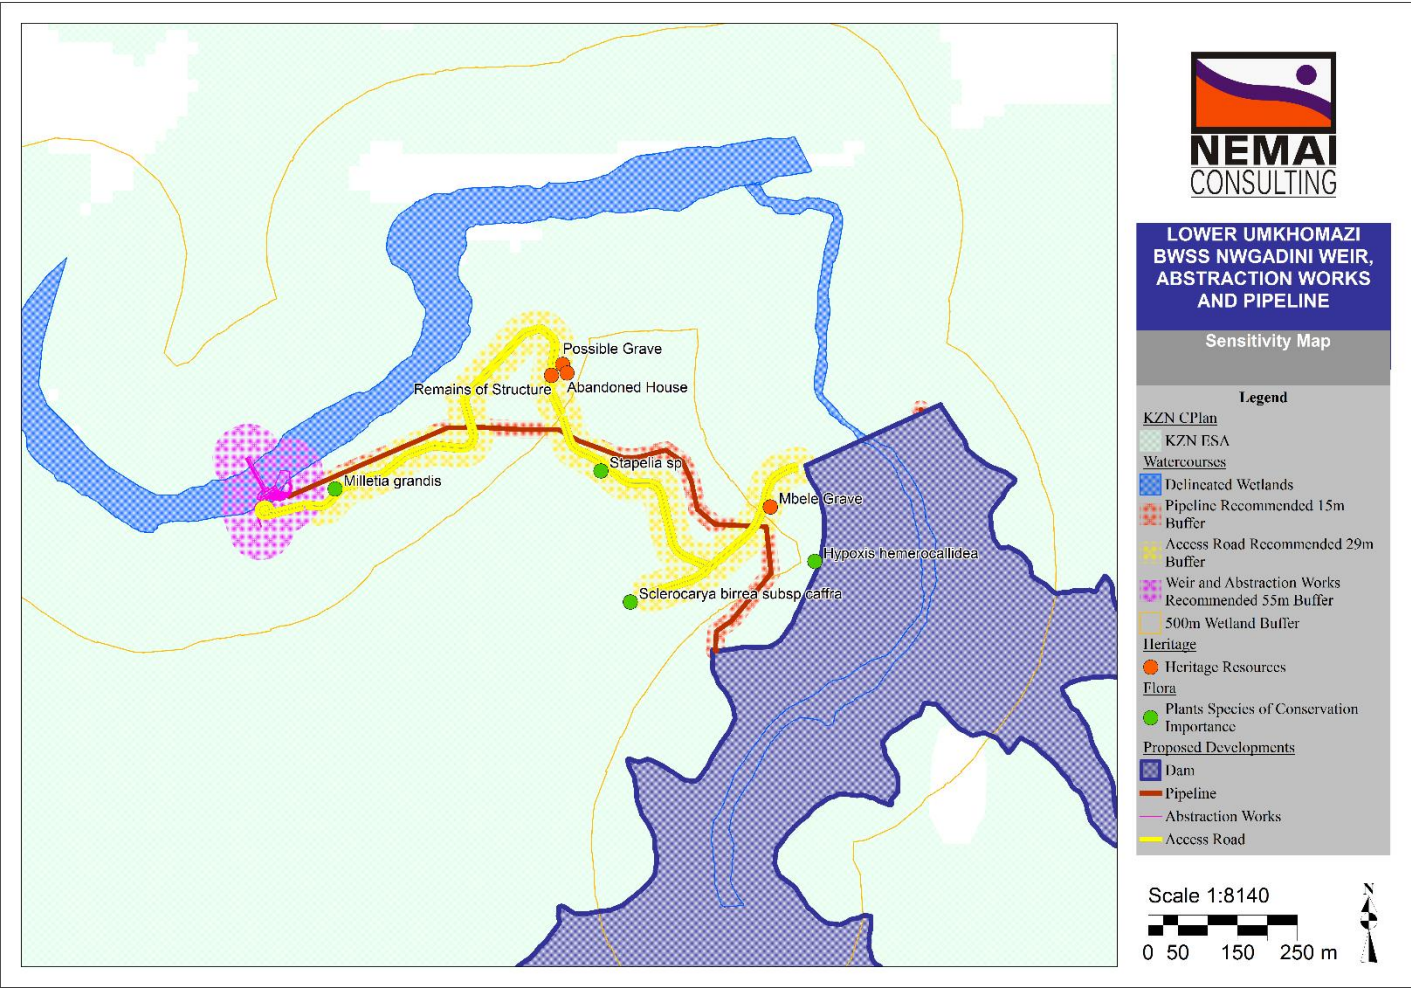 Possible Grave
Remains of Structure
Abandoned House
Stapelia sp
Milletia grandis
Mbele Grave
Hypoxis hemerocallidea
Sclerocarya birrea subsp caffra
NEMAI
CONSULTING
LOWER UMKHOMAZI
BWSS NWGADINI WEIR,
ABSTRACTION WORKS
AND PIPELINE
Sensitivity Map
Legend
KZN CPlan
KZN ESA
Watercourses
Delineated Wetlands
Pipeline Recommended 15m
Buffer
Access Road Recommended 29m
Buffer
Weir and Abstraction Works
Recommended 55m Buffer
500m Wetland Buffer
Heritage
Heritage Resources
Flora
Plants Species of Conservation
Importance
Proposed Developments
Dam
Pipeline
Abstraction Works
Access Road
Scale 1:8140
N
0 50 150 250 m